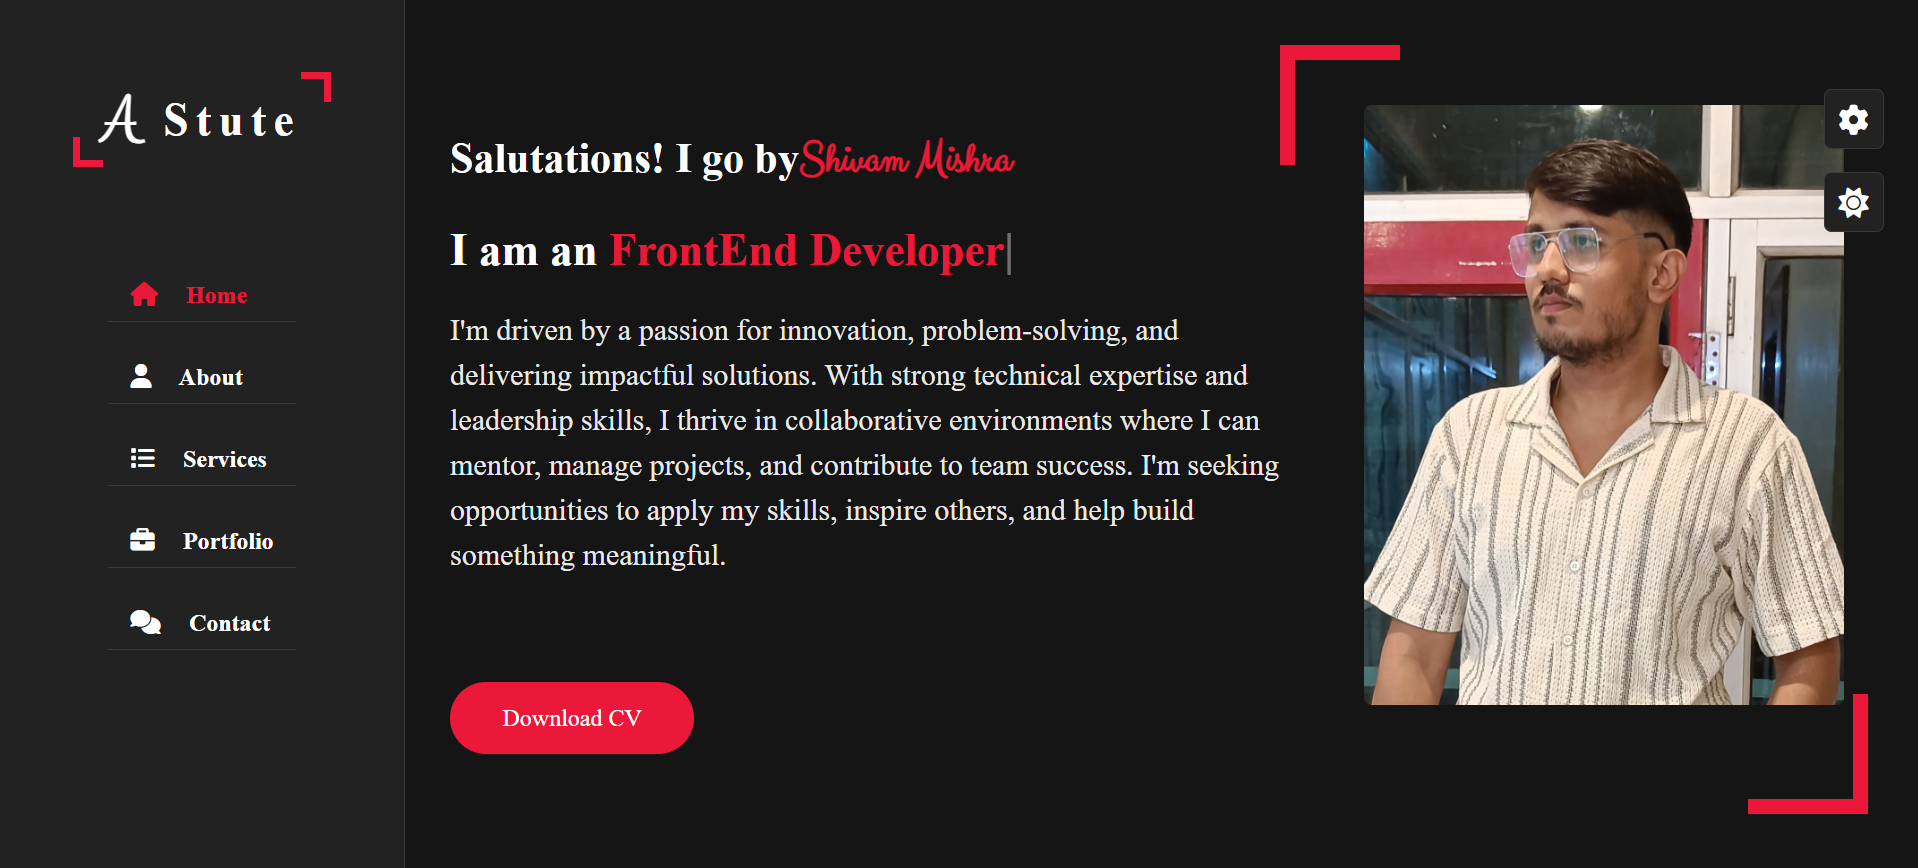 A Stute
Home
About
Services
Portfolio
Contact
Salutations! I go by Shivam Mishra
I am an FrontEnd Developer|
I'm driven by a passion for innovation, problem-solving, and
delivering impactful solutions. With strong technical expertise and
leadership skills, I thrive in collaborative environments where I can
mentor, manage projects, and contribute to team success. I'm seeking
opportunities to apply my skills, inspire others, and help build
something meaningful.
Download CV